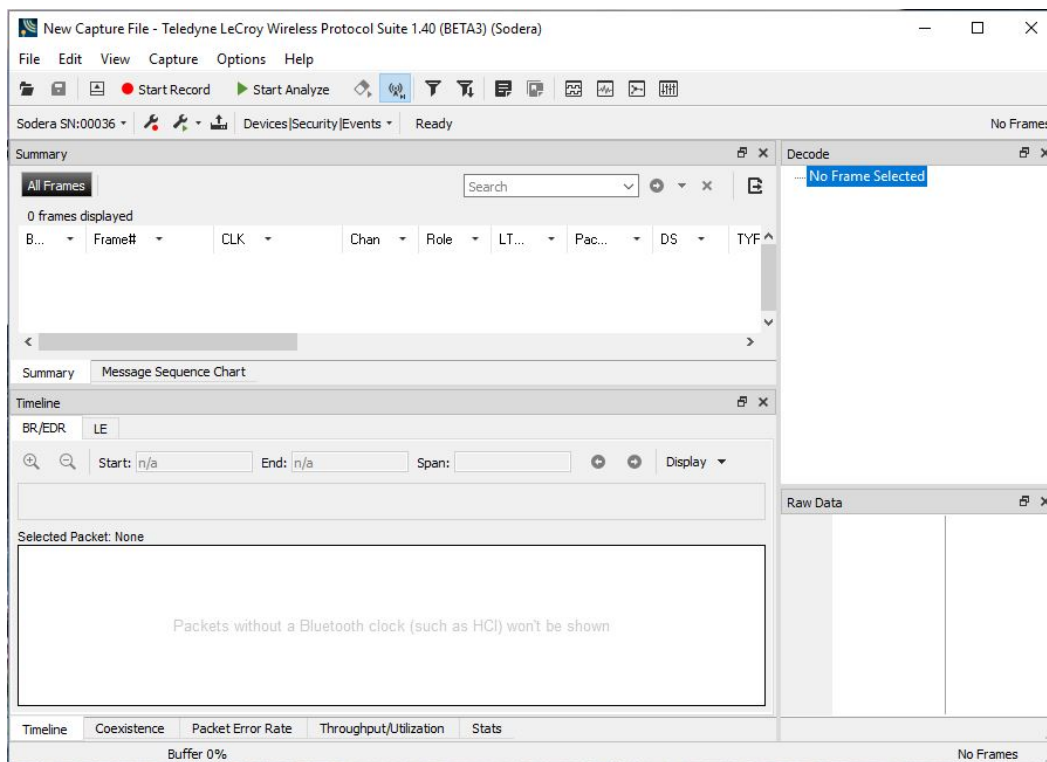 New Capture File - Teledyne LeCroy Wireless Protocol Suite 1.40 (BETA3) (Sodera)
File Edit View Capture Options Help
Start Record Start Analyze
Sodera SN:00036 Devices|Security|Events Ready No Frames
Summary
Decode
All Frames Search
No Frame Selected
0 frames displayed
B... Frame# CLK Chan Role LT... Pac... DS TYF
Summary Message Sequence Chart
Timeline
BR/EDR LE
Start: n/a End: n/a Span: Display
Raw Data
Selected Packet: None
Packets without a Bluetooth clock (such as HCI) won't be shown
Timeline Coexistence Packet Error Rate Throughput/Utilization Stats
Buffer 0% No Frames